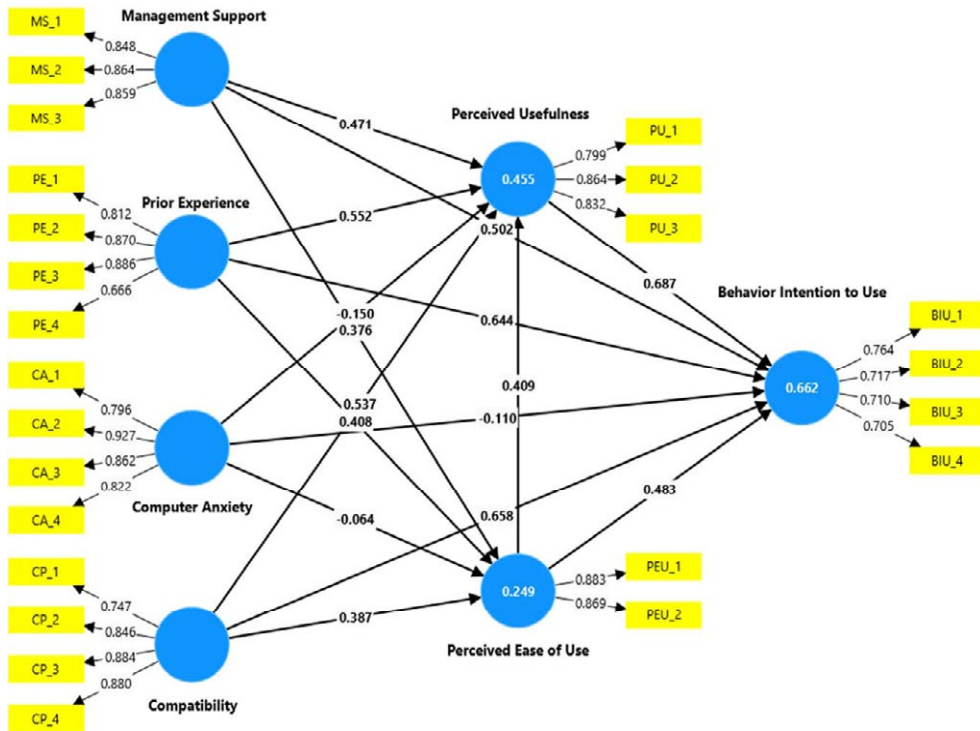 Management Support
MS_1
0.848
MS_2
0.864
MS_3
0.859
Prior Experience
PE_1
0.812
PE_2
0.870
PE_3
0.886
PE_4
0.666
CA_1
0.796
CA_2
0.927
CA_3
0.862
CA_4
0.822
Computer Anxiety
CP_1
0.747
CP_2
0.846
CP_3
0.884
CP_4
0.880
Compatibility
0.471
0.552
0.502
-0.150
0.376
0.644
0.537
0.408
0.409
-0.110
-0.064
0.658
0.387
0.687
0.483
Perceived Usefulness
0.455
PU_1
0.799
PU_2
0.864
PU_3
0.832
Behavior Intention to Use
0.662
BIU_1
0.764
BIU_2
0.717
BIU_3
0.710
BIU_4
0.705
0.249
PEU_1
0.883
PEU_2
0.869
Perceived Ease of Use